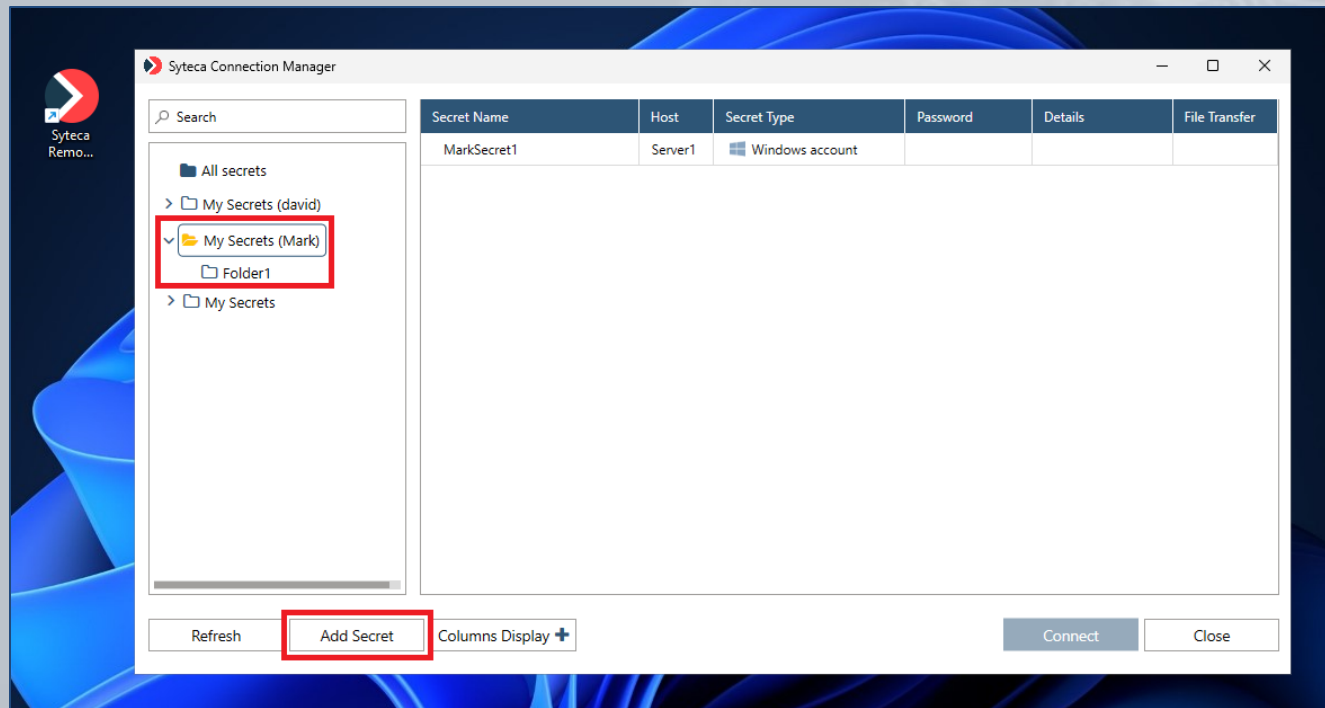 Syteca Connection Manager
Syteca
Remo...
Search
Secret Name Host Secret Type Password Details File Transfer
MarkSecret1 Server1 Windows account
All secrets
My Secrets (david)
My Secrets (Mark)
Folder1
My Secrets
Refresh Add Secret Columns Display Connect Close